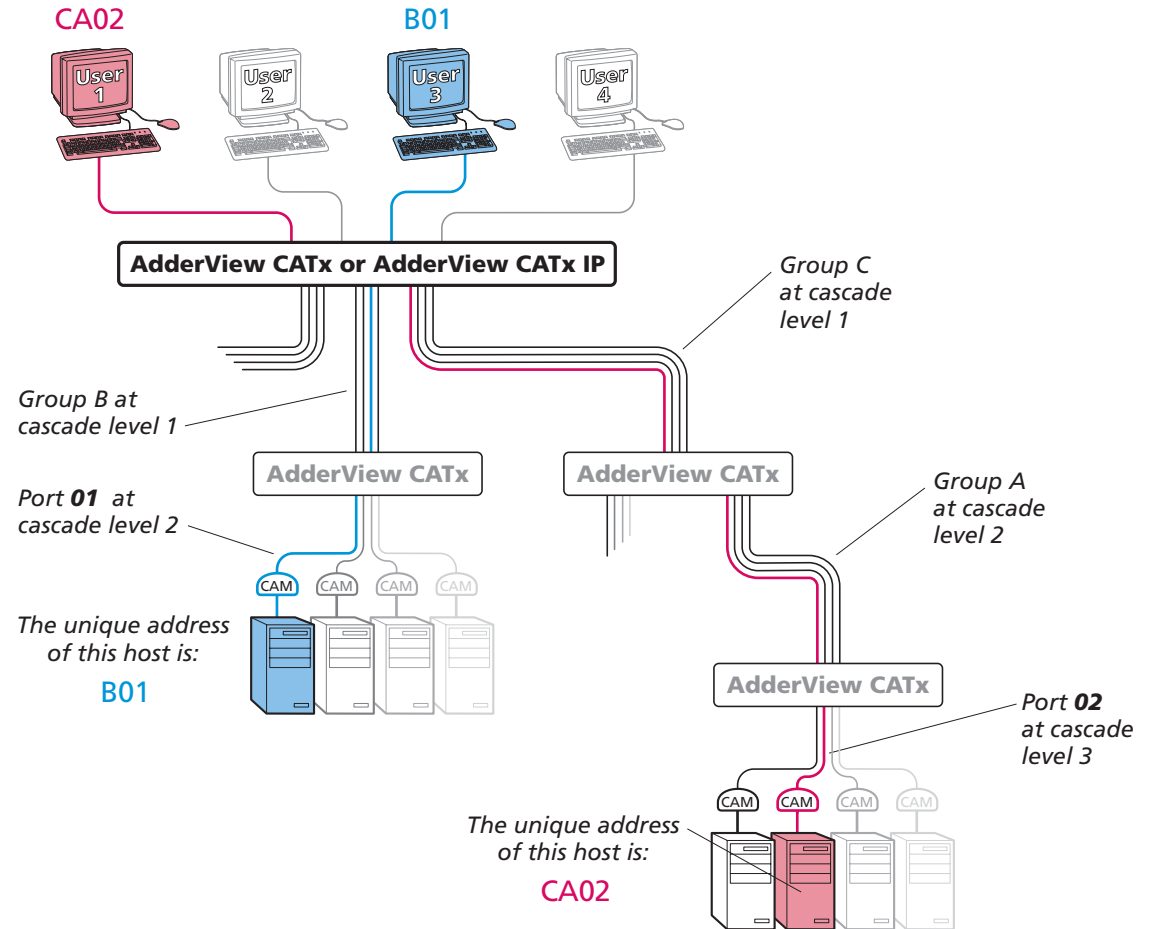 CA02
B01
User
1
User
2
User
3
User
4
AdderView CATx or AdderView CATx IP
Group C
at cascade
level 1
Group B at
cascade level 1
AdderView CATx
AdderView CATx
Port 01 at
cascade level 2
Group A
at cascade
level 2
CAM
CAM
CAM
CAM
The unique address
of this host is:
B01
AdderView CATx
Port 02
at cascade
level 3
CAM
CAM
CAM
CAM
The unique address
of this host is:
CA02